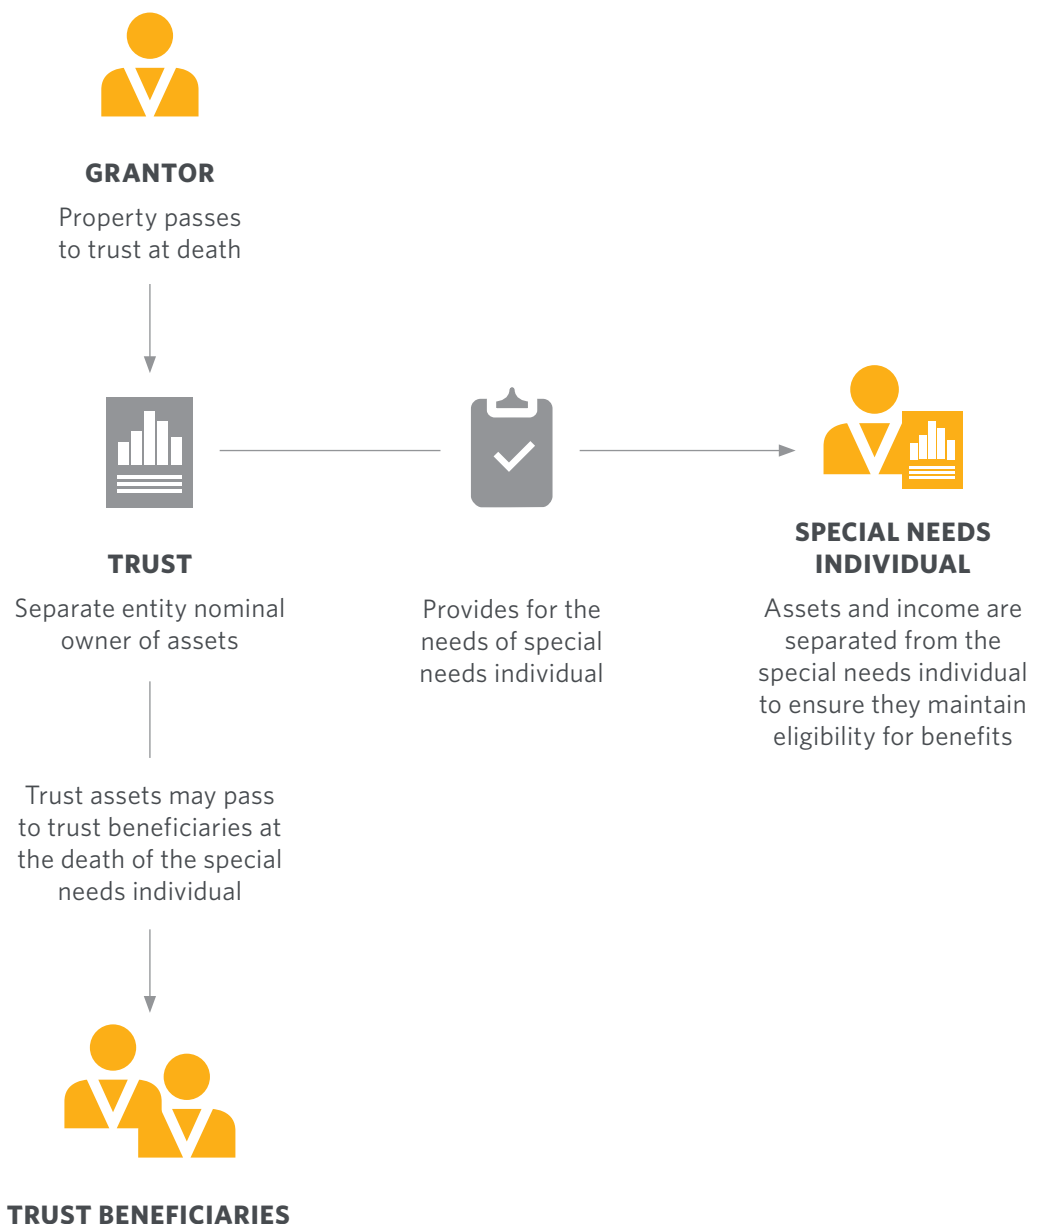 GRANTOR
Property passes
to trust at death
TRUST
Separate entity nominal
owner of assets
Provides for the
needs of special
needs individual
SPECIAL NEEDS
INDIVIDUAL
Assets and income are
separated from the
special needs individual
to ensure they maintain
eligibility for benefits
Trust assets may pass
to trust beneficiaries at
the death of the special
needs individual
TRUST BENEFICIARIES